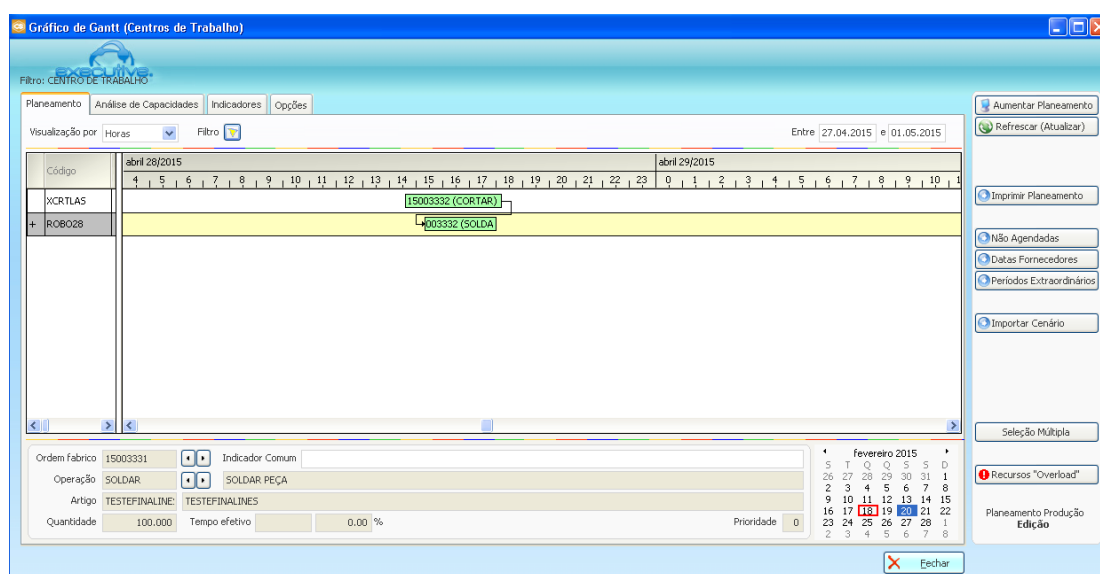 Gráfico de Gantt (Centros de Trabalho)
executive.
Filtro: CENTRO DE TRABALHO
Planeamento Análise de Capacidades Indicadores Opções
Visualização por Horas Filtro Entre 27.04.2015 e 01.05.2015
Código abril 28/2015 abril 29/2015
4 5 6 7 8 9 10 11 12 13 14 15 16 17 18 19 20 21 22 23 0 1 2 3 4 5 6 7 8 9 10 1
XCRTLAS 15003332 (CORTAR)
+ ROBO28 003332 (SOLDA
Ordem fabrico 15003331 Indicador Comum
Operação SOLDAR SOLDAR PEÇA
Artigo TESTEFINALINE: TESTEFINALINES
Quantidade 100.000 Tempo efetivo 0.00 % Prioridade 0
fevereiro 2015
S T Q Q S S D
26 27 28 29 30 31 1
2 3 4 5 6 7 8
9 10 11 12 13 14 15
16 17 18 19 20 21 22
23 24 25 26 27 28 1
2 3 4 5 6 7 8
Aumentar Planeamento
Refrescar (Atualizar)
Imprimir Planeamento
Não Agendadas
Datas Fornecedores
Períodos Extraordinários
Importar Cenário
Seleção Múltipla
Recursos "Overload"
Planeamento Produção
Edição
Fechar